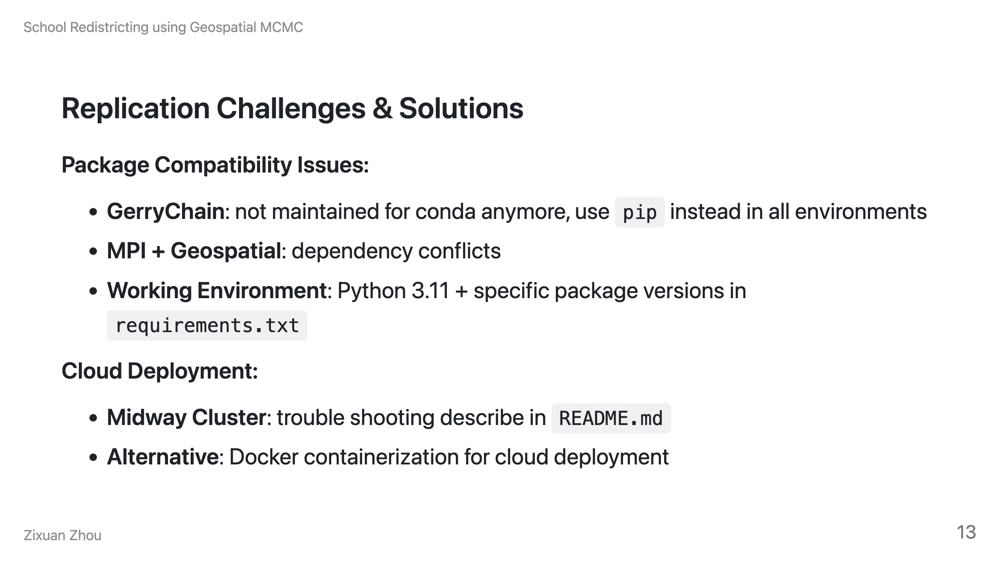 School Redistricting using Geospatial MCMC
Replication Challenges & Solutions
Package Compatibility Issues:
• GerryChain: not maintained for conda anymore, use pip instead in all environments
• MPI + Geospatial: dependency conflicts
• Working Environment: Python 3.11 + specific package versions in
requirements.txt
Cloud Deployment:
• Midway Cluster: trouble shooting describe in README.md
• Alternative: Docker containerization for cloud deployment
Zixuan Zhou
13